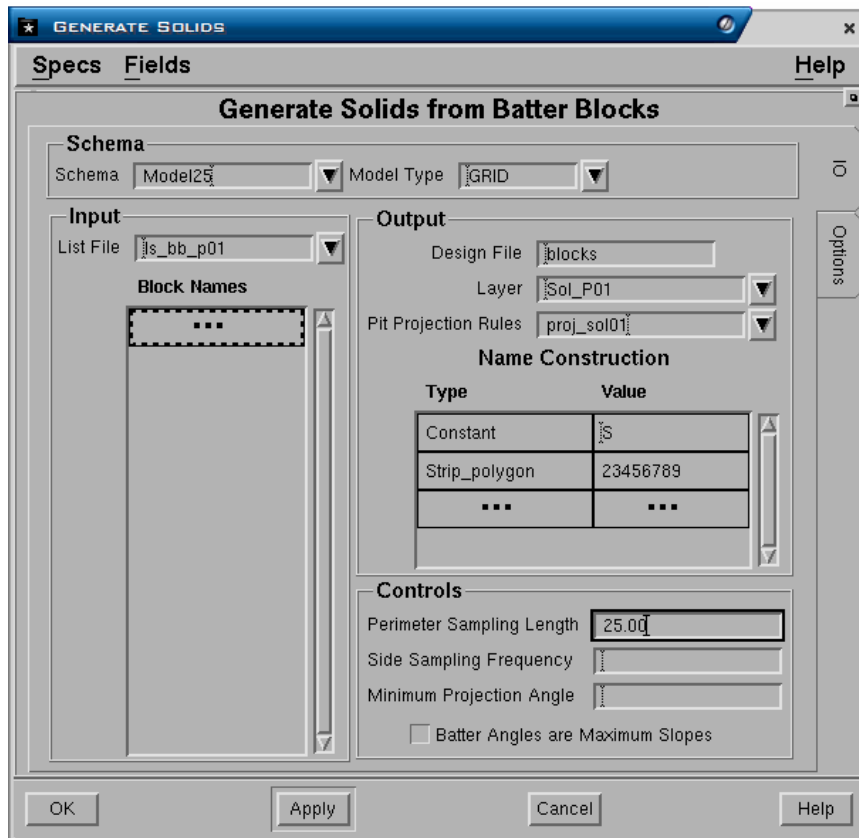 GENERATE SOLIDS
Specs Fields Help
Generate Solids from Batter Blocks
Schema
Schema Model25 Model Type GRID
IO
Options
Input
List File ls_bb_p01
Block Names
...
Output
Design File blocks
Layer Sol_P01
Pit Projection Rules proj_sol01
Name Construction
Type Value
Constant S
Strip_polygon 23456789
... ...
Controls
Perimeter Sampling Length 25.00
Side Sampling Frequency
Minimum Projection Angle
Batter Angles are Maximum Slopes
OK Apply Cancel Help